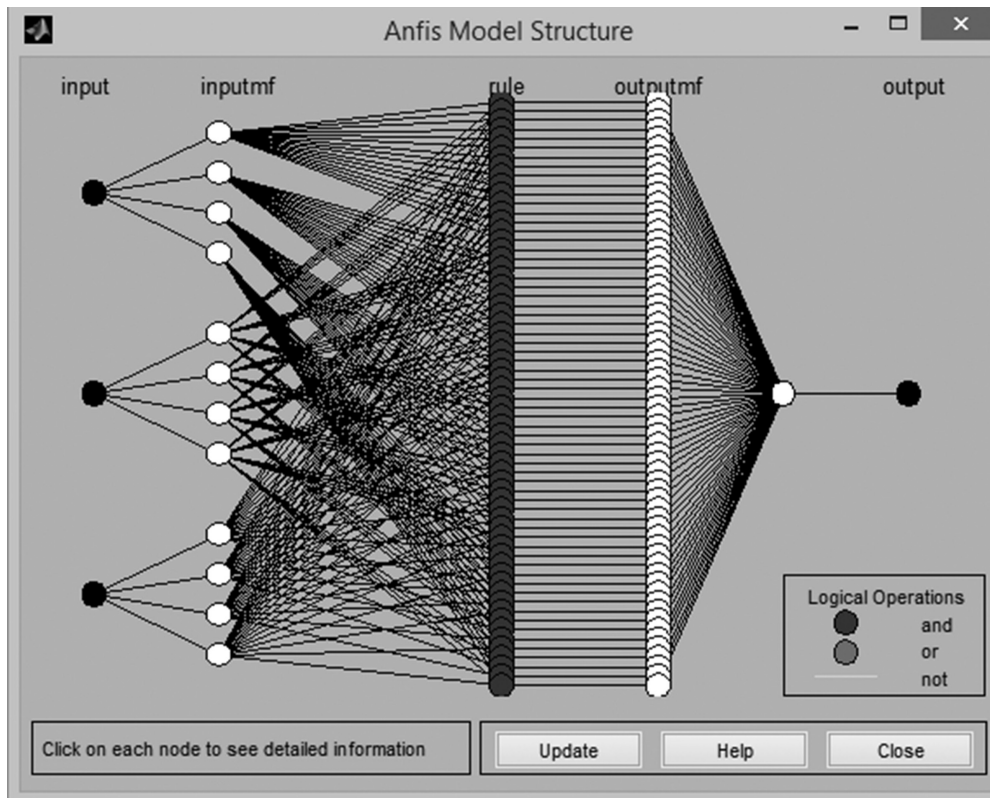 Anfis Model Structure
input inputmf rule outputmf output
Logical Operations
and
or
not
Click on each node to see detailed information
Update Help Close